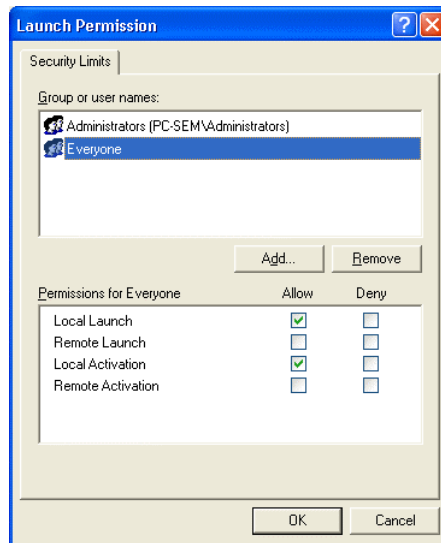 Launch Permission
Security Limits
Group or user names:
Administrators (PC-SEM\Administrators)
Everyone
Add... Remove
Permissions for Everyone Allow Deny
Local Launch
Remote Launch
Local Activation
Remote Activation
OK Cancel